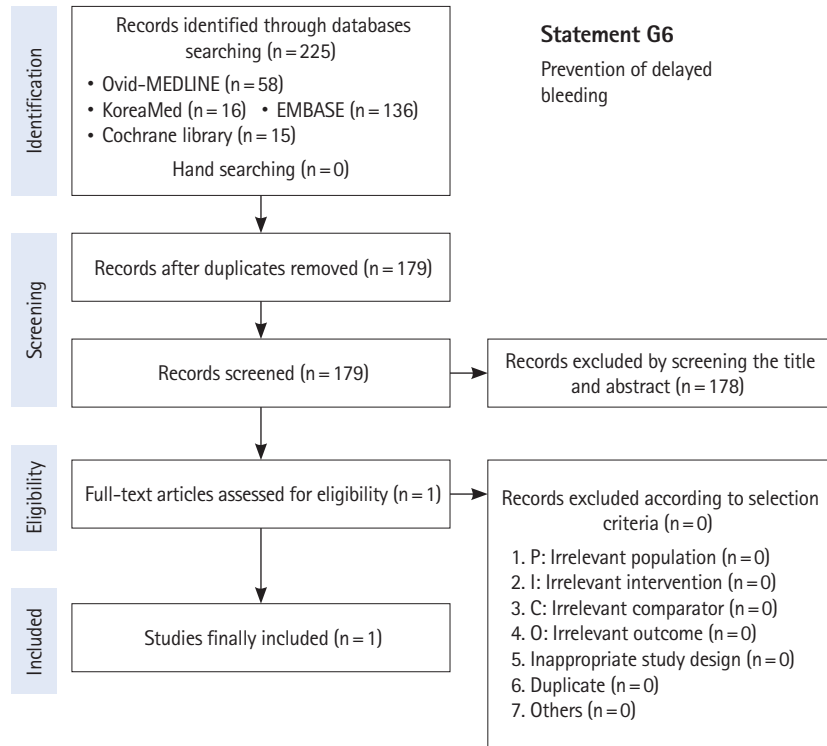 Identification
Records identified through databases
searching (n=225)
• Ovid-MEDLINE (n=58)
• KoreaMed (n=16) • EMBASE (n=136)
• Cochrane library (n=15)
Hand searching (n=0)
Statement G6
Prevention of delayed
bleeding
Screening
Records after duplicates removed (n=179)
Records screened (n=179)
Records excluded by screening the title
and abstract (n=178)
Eligibility
Full-text articles assessed for eligibility (n=1)
Records excluded according to selection
criteria (n=0)
1. P: Irrelevant population (n=0)
2. I: Irrelevant intervention (n=0)
3. C: Irrelevant comparator (n=0)
4. O: Irrelevant outcome (n=0)
5. Inappropriate study design (n=0)
6. Duplicate (n=0)
7. Others (n=0)
Included
Studies finally included (n=1)